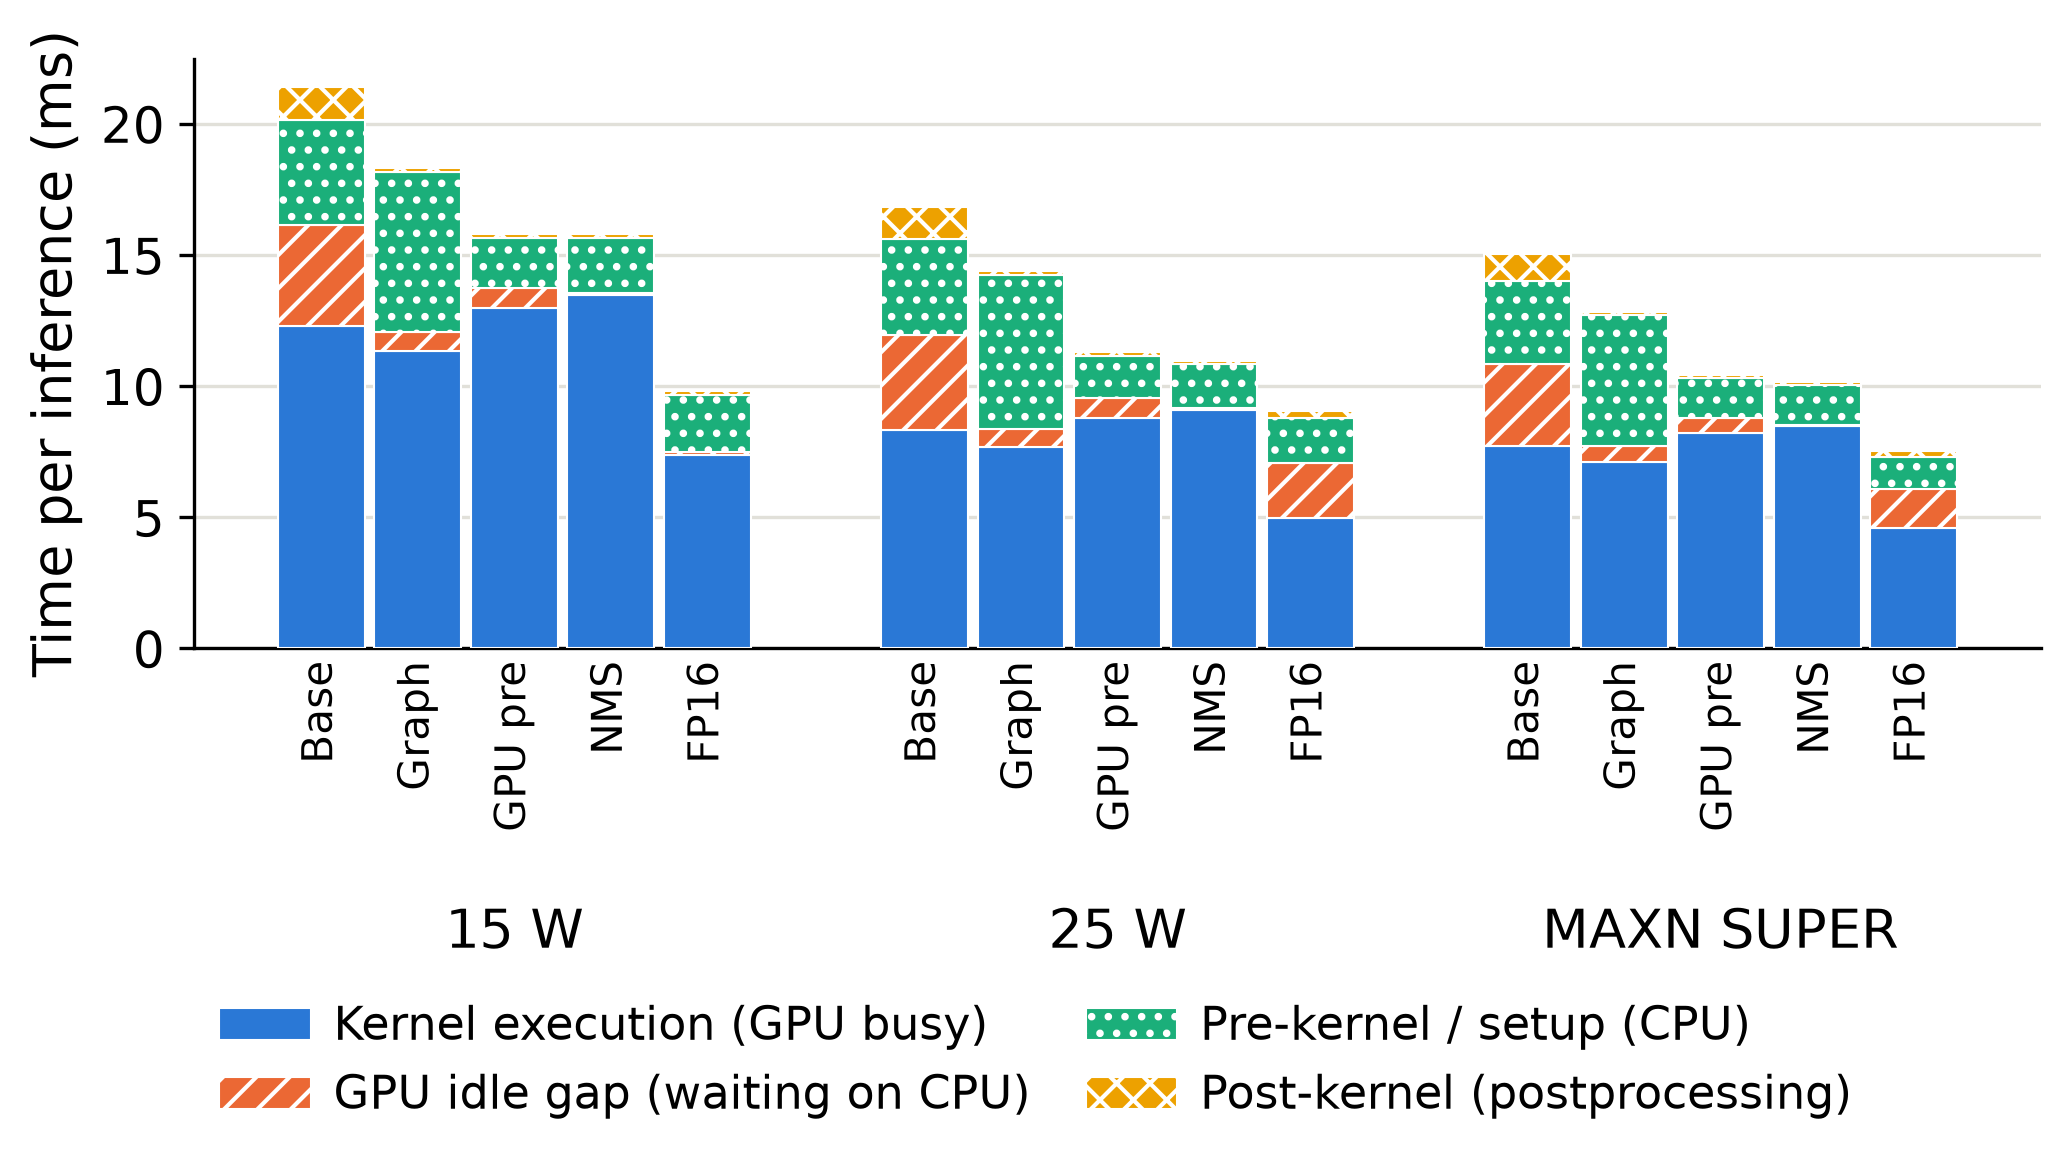 Time per inference (ms)
20
15
10
5
0
Base
Graph
GPU pre
NMS
FP16
Base
Graph
GPU pre
NMS
FP16
Base
Graph
GPU pre
NMS
FP16
15 W
25 W
MAXN SUPER
Kernel execution (GPU busy)
GPU idle gap (waiting on CPU)
Pre-kernel / setup (CPU)
Post-kernel (postprocessing)